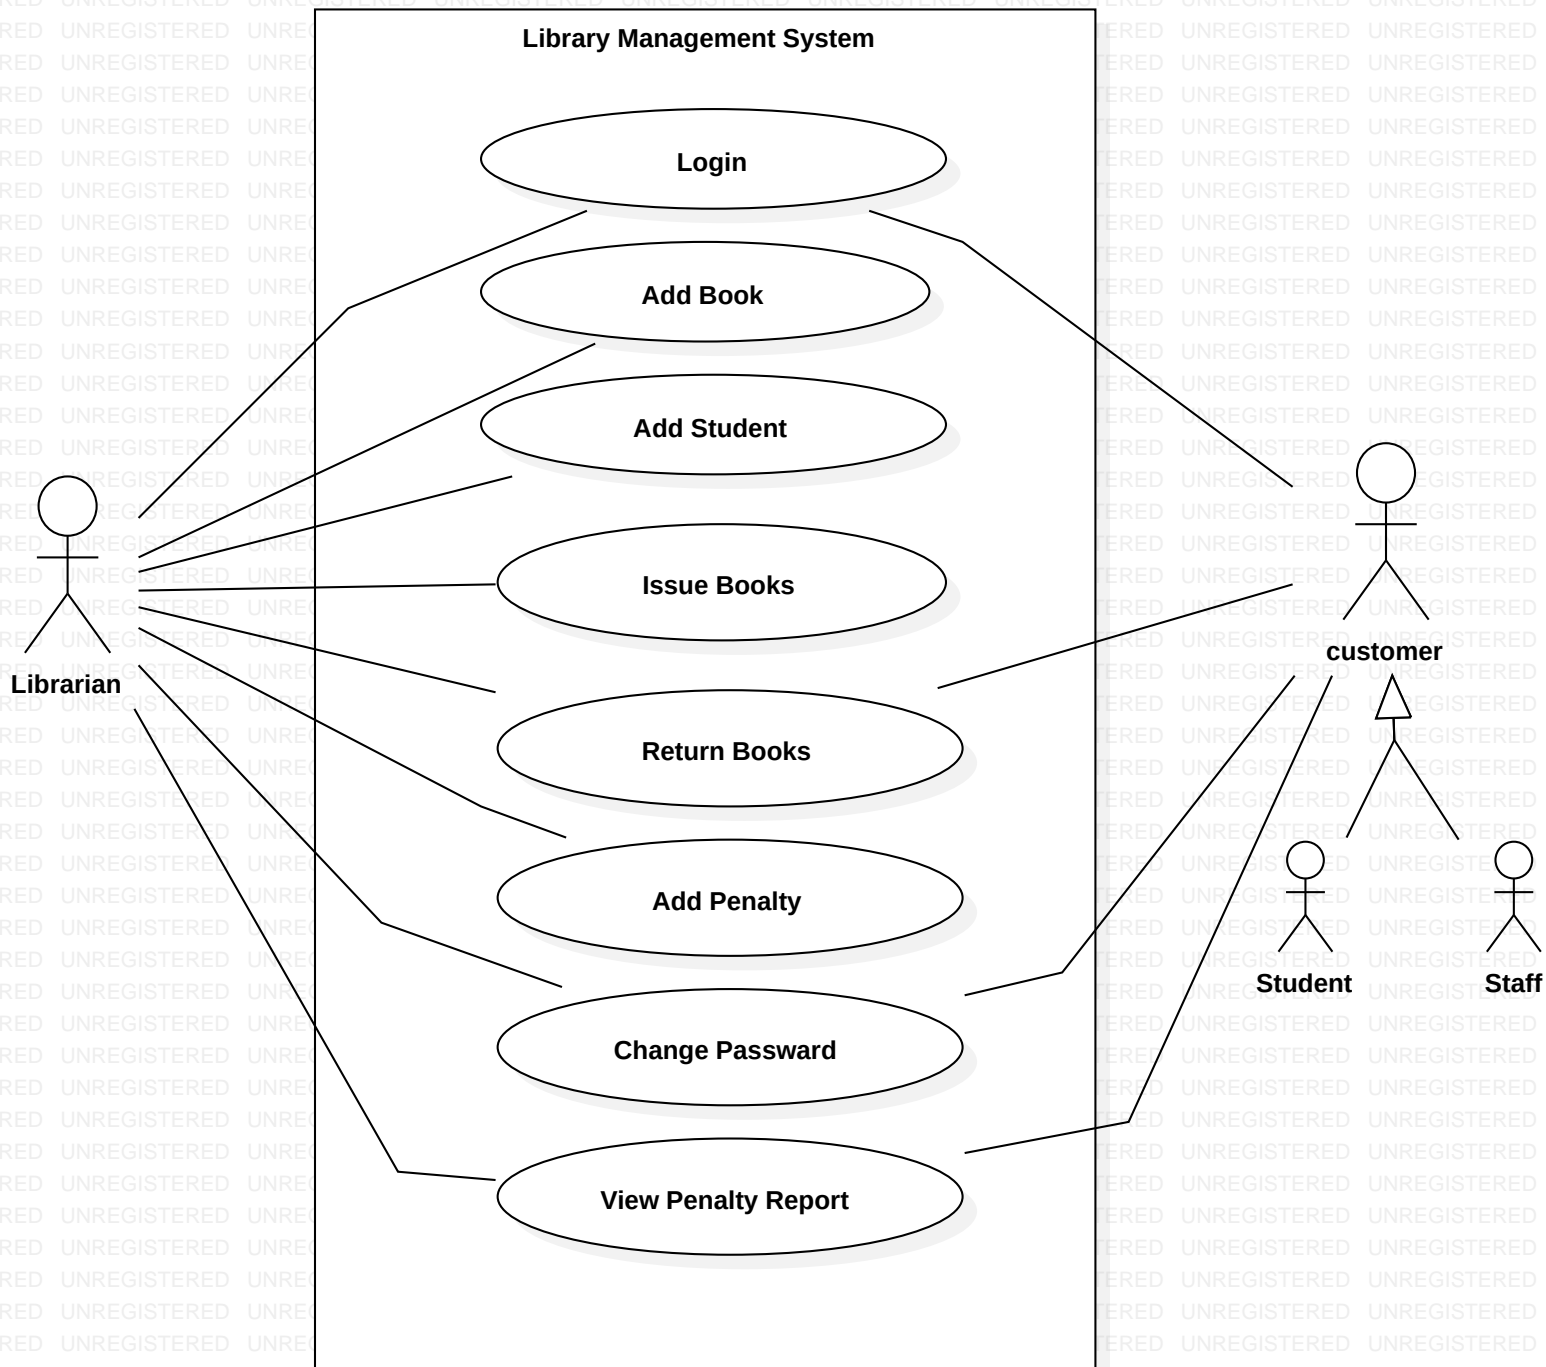 Library Management System
Login
Add Book
Add Student
Issue Books
Return Books
Add Penalty
Change Passward
View Penalty Report
Librarian
customer
Student
Staff
UNREGISTERED